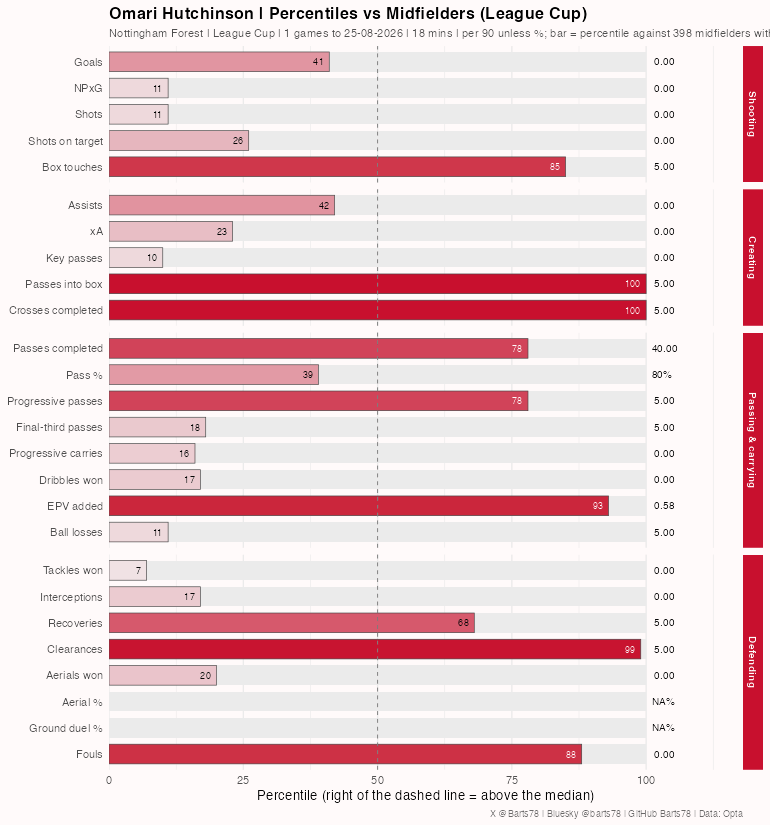 Omari Hutchinson | Percentiles vs Midfielders (League Cup)
Nottingham Forest | League Cup | 1 games to 25-08-2026 | 18 mins | per 90 unless %; bar = percentile against 398 midfielders with
Goals 41 0.00
NPxG 11 0.00
Shots 11 0.00
Shots on target 26 0.00
Box touches 85 5.00
Shooting
Assists 42 0.00
xA 23 0.00
Key passes 10 0.00
Passes into box 100 5.00
Crosses completed 100 5.00
Creating
Passes completed 78 40.00
Pass % 39 80%
Progressive passes 78 5.00
Final-third passes 18 5.00
Progressive carries 16 0.00
Dribbles won 17 0.00
EPV added 93 0.58
Ball losses 11 5.00
Passing & carrying
Tackles won 7 0.00
Interceptions 17 0.00
Recoveries 68 5.00
Clearances 99 5.00
Aerials won 20 0.00
Aerial % NA%
Ground duel % NA%
Fouls 88 0.00
Defending
0 25 50 75 100
Percentile (right of the dashed line = above the median)
X @Barts78 | Bluesky @barts78 | GitHub Barts78 | Data: Opta